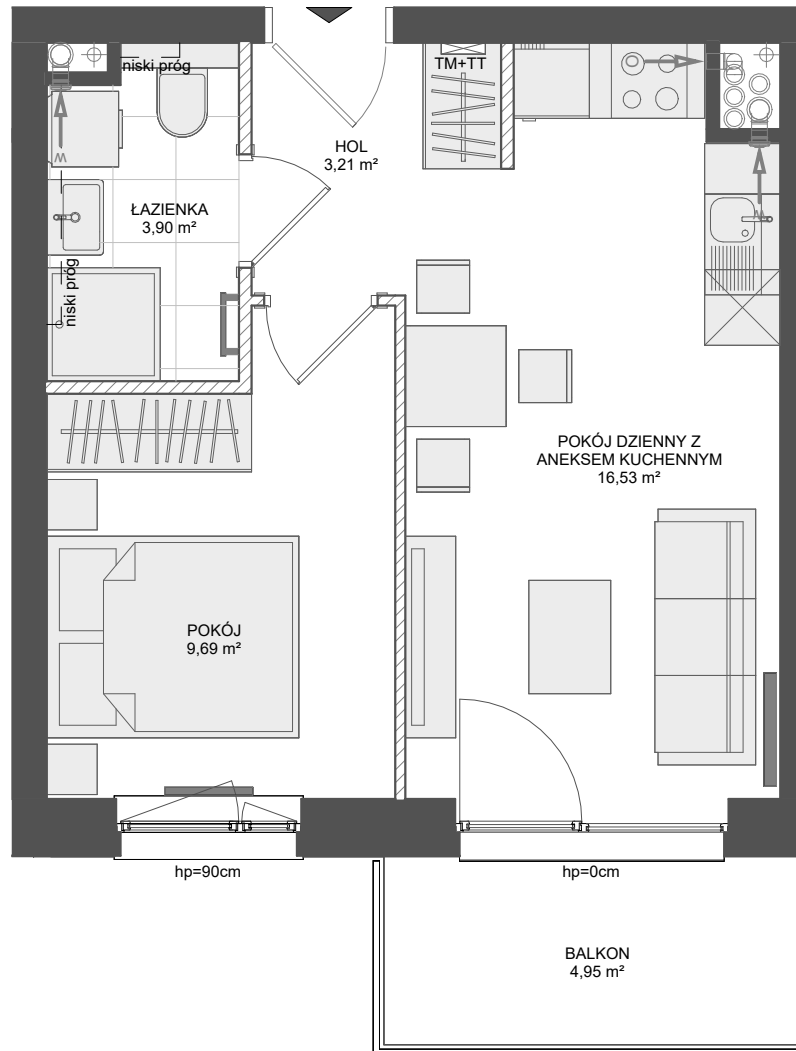 niski próg
TM+TT
HOL
3,21 m²
ŁAZIENKA
3,90 m²
W
W
niski próg
POKÓJ DZIENNY Z
ANEKSEM KUCHENNYM
16,53 m²
POKÓJ
9,69 m²
hp=90cm
hp=0cm
BALKON
4,95 m²